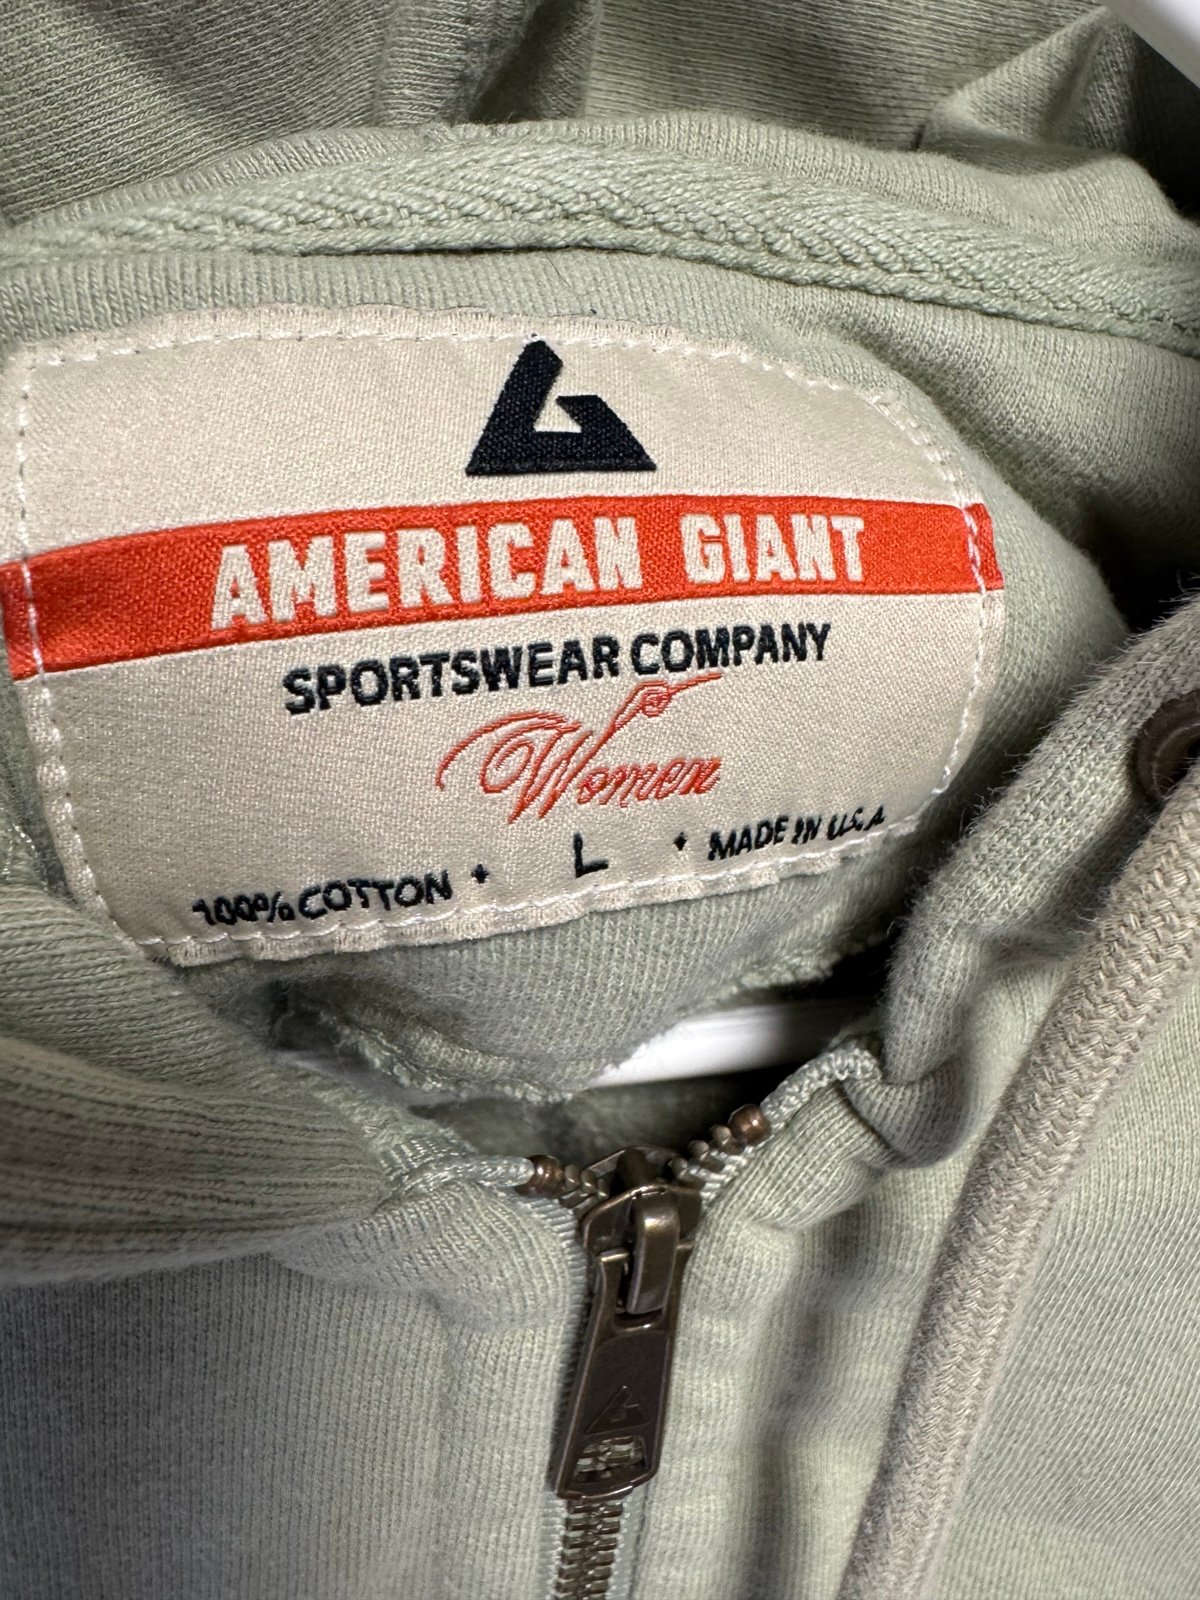 AMERICAN GIANT
SPORTSWEAR COMPANY
Women
100% COTTON • L • MADE IN U.S.A